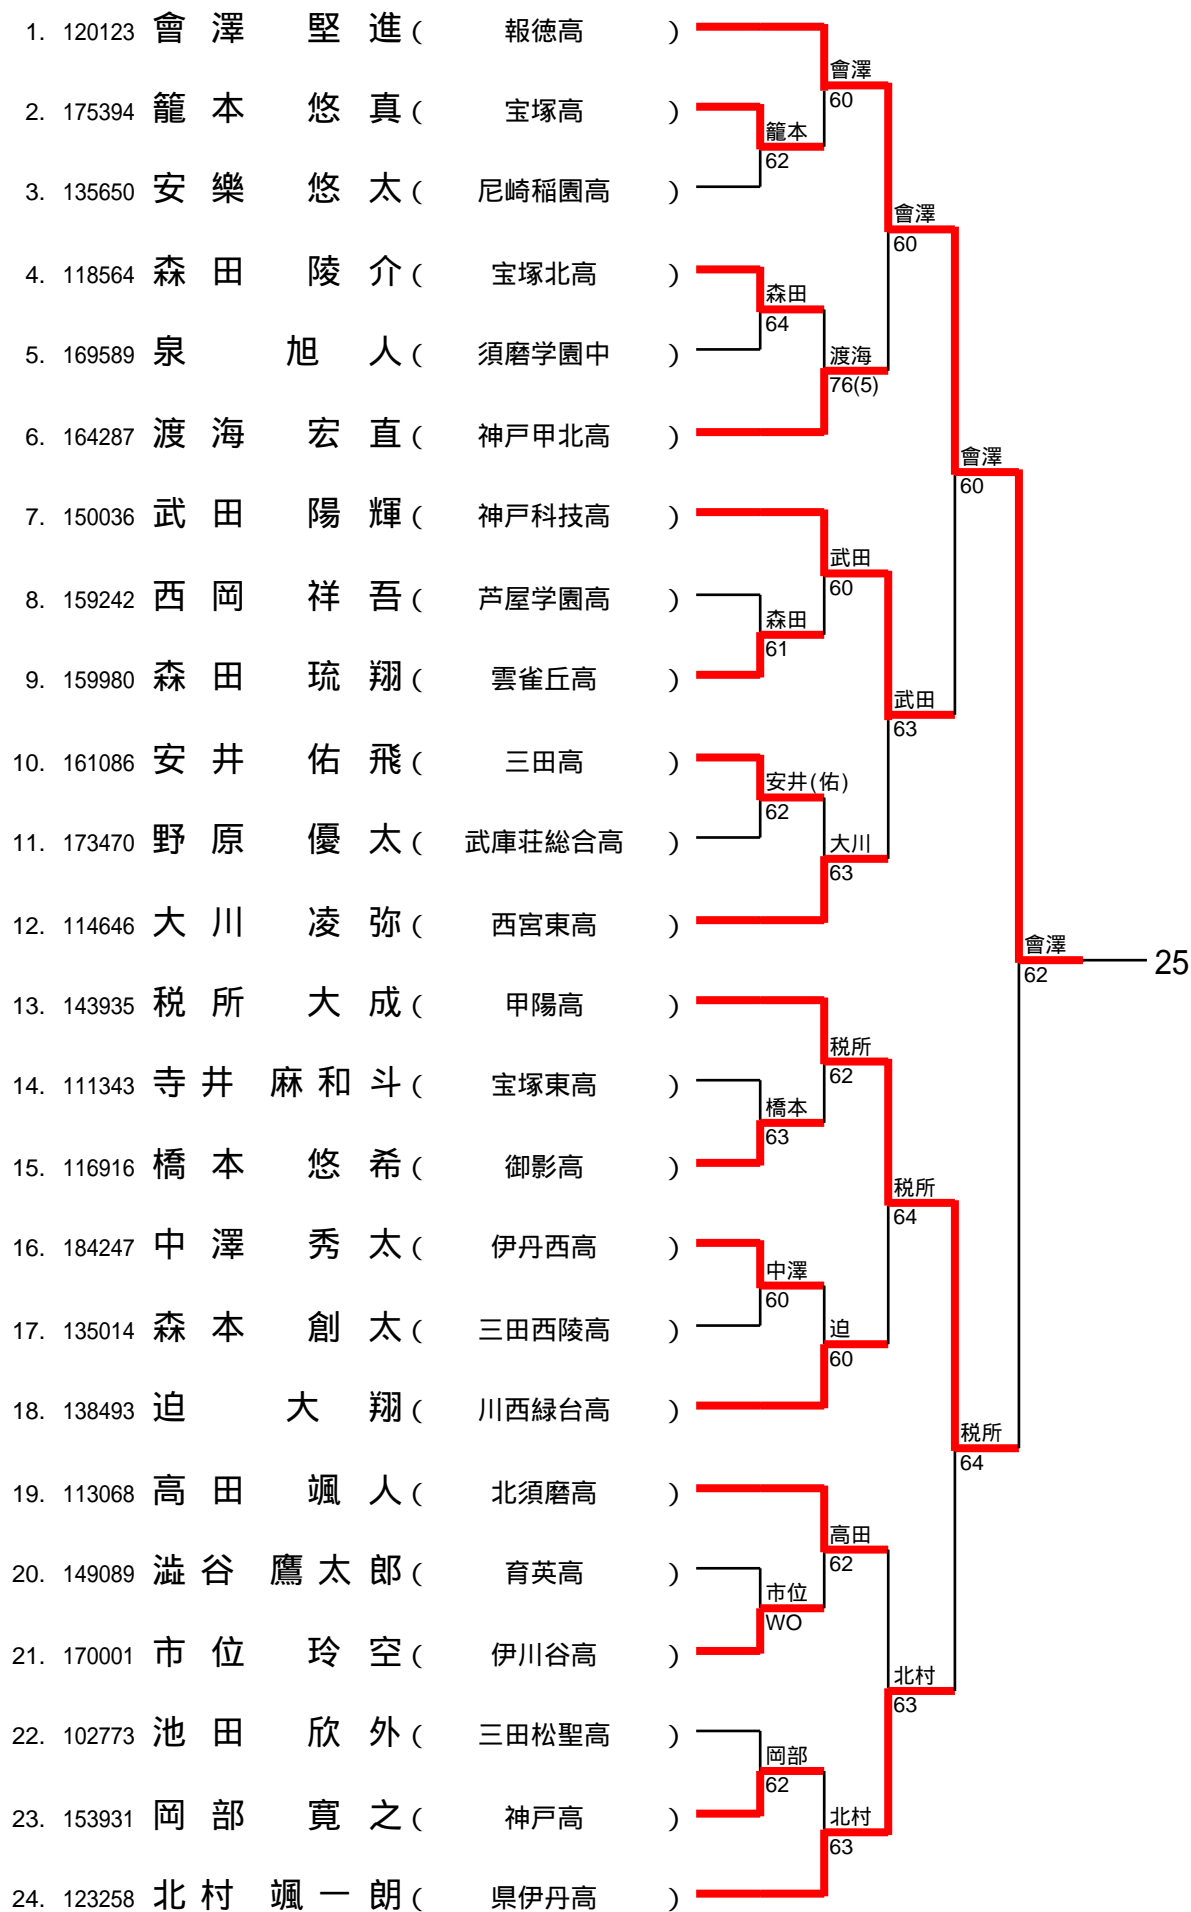 1. 120123 會澤 堅進 ( 報徳高 )
會澤
60
2. 175394 籠本 悠真 ( 宝塚高 )
籠本
62
3. 135650 安樂 悠太 ( 尼崎稲園高 )
會澤
60
4. 118564 森田 陵介 ( 宝塚北高 )
森田
64
5. 169589 泉 旭人 ( 須磨学園中 )
渡海
76(5)
6. 164287 渡海 宏直 ( 神戸甲北高 )
會澤
60
7. 150036 武田 陽輝 ( 神戸科技高 )
武田
60
8. 159242 西岡 祥吾 ( 芦屋学園高 )
森田
61
9. 159980 森田 琉翔 ( 雲雀丘高 )
武田
63
10. 161086 安井 佑飛 ( 三田高 )
安井(佑)
62
11. 173470 野原 優太 ( 武庫荘総合高 )
大川
63
12. 114646 大川 凌弥 ( 西宮東高 )
會澤
62
25
13. 143935 税所 大成 ( 甲陽高 )
税所
62
14. 111343 寺井 麻和斗 ( 宝塚東高 )
橋本
63
15. 116916 橋本 悠希 ( 御影高 )
税所
64
16. 184247 中澤 秀太 ( 伊丹西高 )
中澤
60
17. 135014 森本 創太 ( 三田西陵高 )
迫
60
18. 138493 迫 大翔 ( 川西緑台高 )
税所
64
19. 113068 高田 颯人 ( 北須磨高 )
高田
62
20. 149089 澁谷 鷹太郎 ( 育英高 )
市位
WO
21. 170001 市位 玲空 ( 伊川谷高 )
北村
63
22. 102773 池田 欣外 ( 三田松聖高 )
岡部
62
23. 153931 岡部 寛之 ( 神戸高 )
北村
63
24. 123258 北村 颯一朗 ( 県伊丹高 )